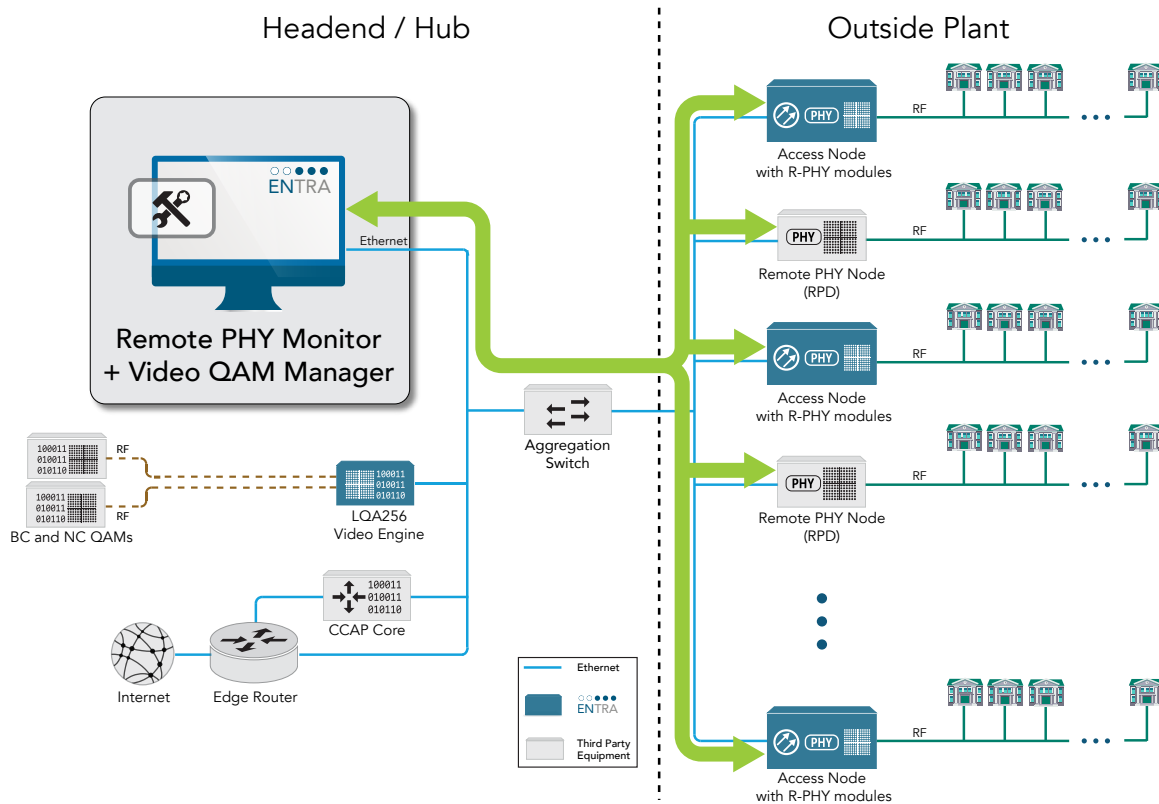 Headend / Hub
Outside Plant
ENTRA
Ethernet
Remote PHY Monitor
+ Video QAM Manager
PHY
RF
Access Node
with R-PHY modules
PHY
RF
Remote PHY Node
(RPD)
PHY
RF
Access Node
with R-PHY modules
Aggregation
Switch
PHY
RF
Remote PHY Node
(RPD)
100011
010011
010110
RF
100011
010011
010110
RF
BC and NC QAMs
100011
010011
010110
LQA256
Video Engine
100011
010011
010110
CCAP Core
Internet
Edge Router
Ethernet
ENTRA
Third Party
Equipment
PHY
RF
Access Node
with R-PHY modules